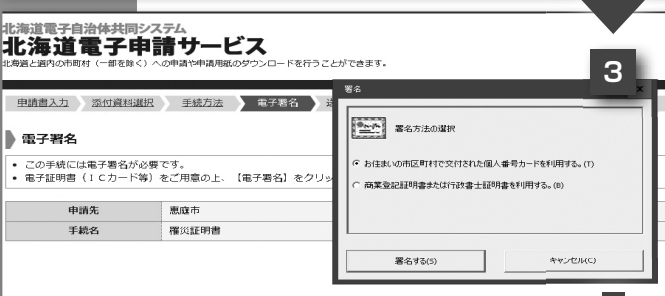 北海道電子自治体共同システム
北海道電子申請サービス
北海道と道内の市町村（一部を除く）への申請や申請用紙のダウンロードを行うことができます。
3
申請書入力 添付資料選択 手続方法 電子署名
署名
×
電子署名
署名方法の選択
• この手続には電子署名が必要です。
• 電子証明書（ＩＣカード等）をご用意の上、【電子署名】をクリッ
お住まいの市区町村で交付された個人番号カードを利用する。(T)
商業登記証明書または行政書士証明書を利用する。(B)
申請先 恵庭市
手続名 罹災証明書
署名する(S) キャンセル(C)